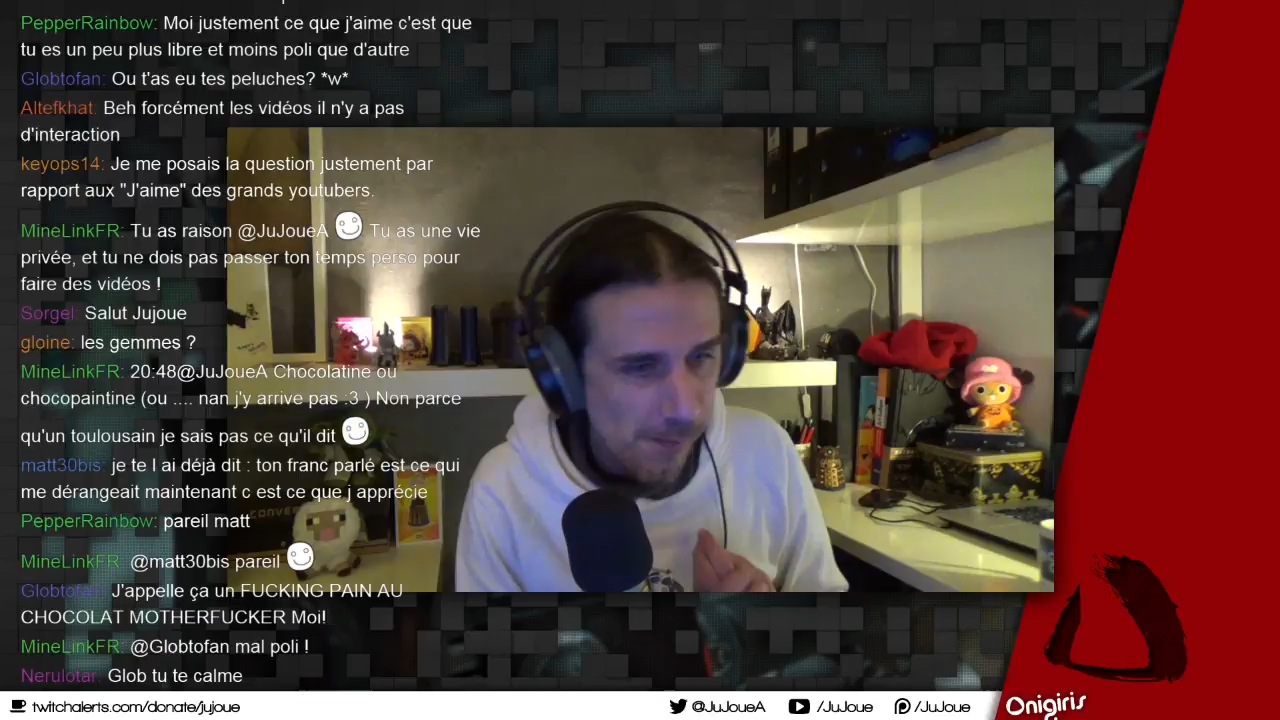 PepperRainbow: Moi justement ce que j'aime c'est que
tu es un peu plus libre et moins poli que d'autre
Globtofan: Ou t'as eu tes peluches? *w*
Altefkhat: Beh forcément les vidéos il n'y a pas
d'interaction
keyops14: Je me posais la question justement par
rapport aux "J'aime" des grands youtubers.
MineLinkFR: Tu as raison @JuJoueA Tu as une vie
privée, et tu ne dois pas passer ton temps perso pour
faire des vidéos !
Sorgel: Salut Jujoue
gloine: les gemmes ?
MineLinkFR: 20:48@JuJoueA Chocolatine ou
chocopaintine (ou .... nan j'y arrive pas :3 ) Non parce
qu'un toulousain je sais pas ce qu'il dit
matt30bis: je te l ai déjà dit : ton franc parlé est ce qui
me dérangeait maintenant c est ce que j apprécie
PepperRainbow: pareil matt
MineLinkFR: @matt30bis pareil
Globtofan: J'appelle ça un FUCKING PAIN AU
CHOCOLAT MOTHERFUCKER Moi!
MineLinkFR: @Globtofan mal poli !
Nerulotar: Glob tu te calme
twitchalerts.com/donate/jujoue
@JuJoueA
/JuJoue
/JuJoue
Onigiris